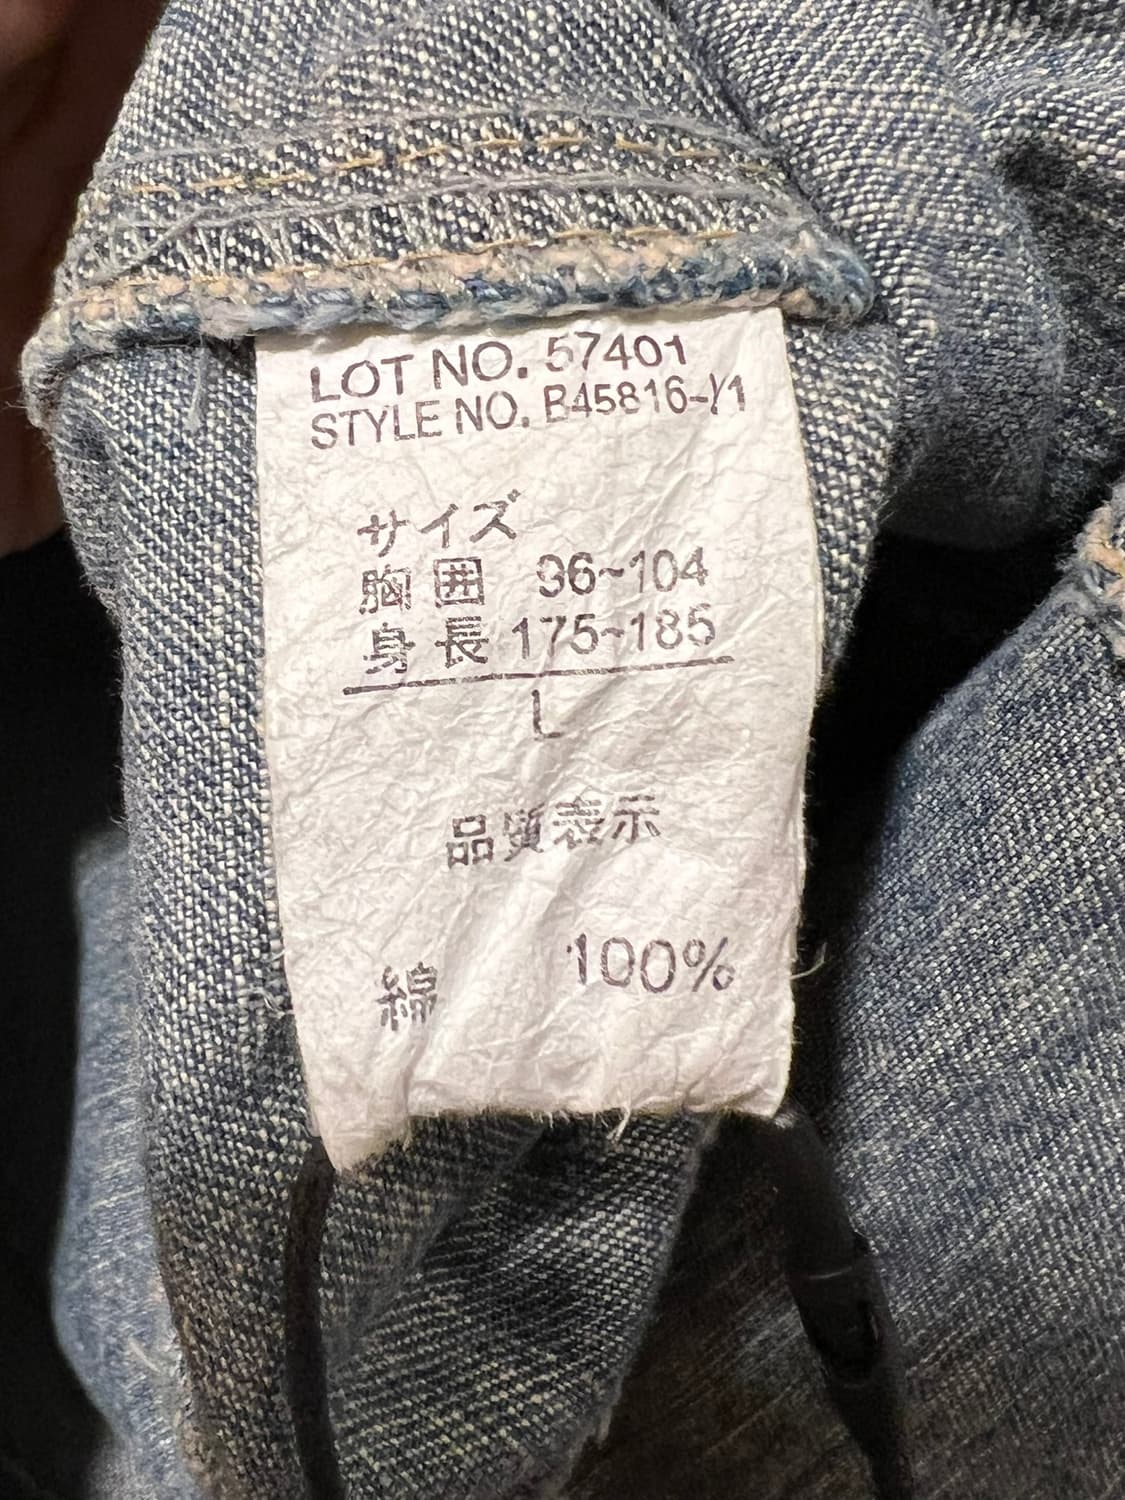 LOT NO. 57401
STYLE NO. B45816-Y1
サイズ
胸囲 96~104
身長 175~185
L
品質表示
綿 100%